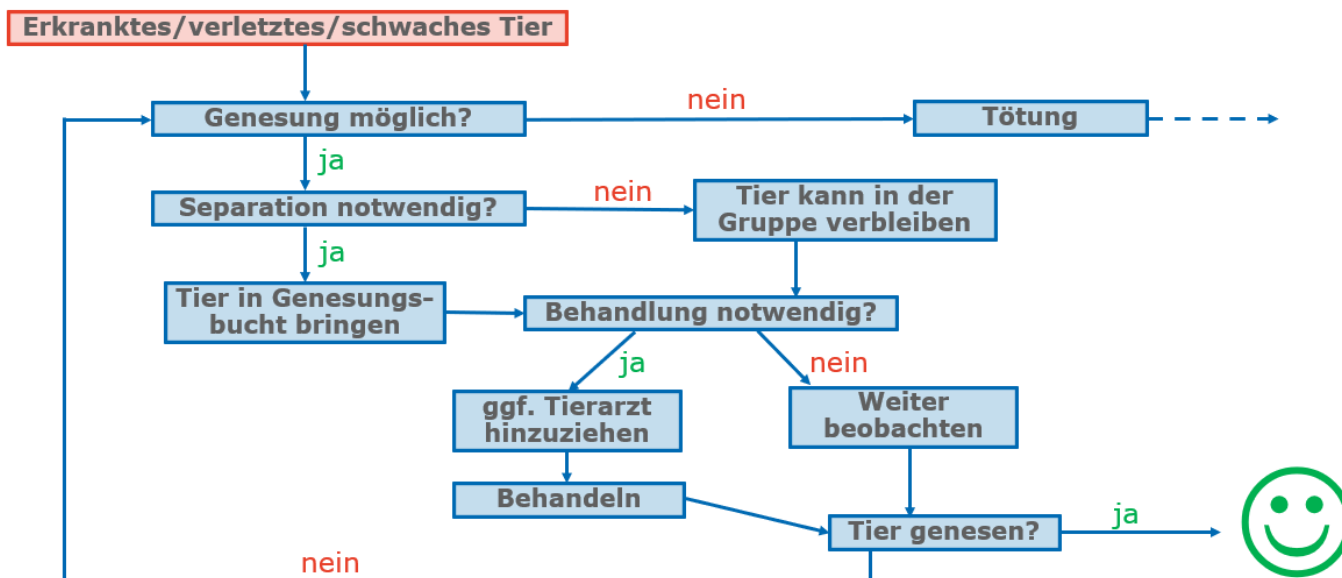 Erkranktes/verletztes/schwaches Tier
Genesung möglich?
nein
Tötung
ja
Separation notwendig?
nein
Tier kann in der
Gruppe verbleiben
ja
Tier in Genesungs-
bucht bringen
Behandlung notwendig?
ja
nein
ggf. Tierarzt
hinzuziehen
Weiter
beobachten
Behandeln
Tier genesen?
ja
nein